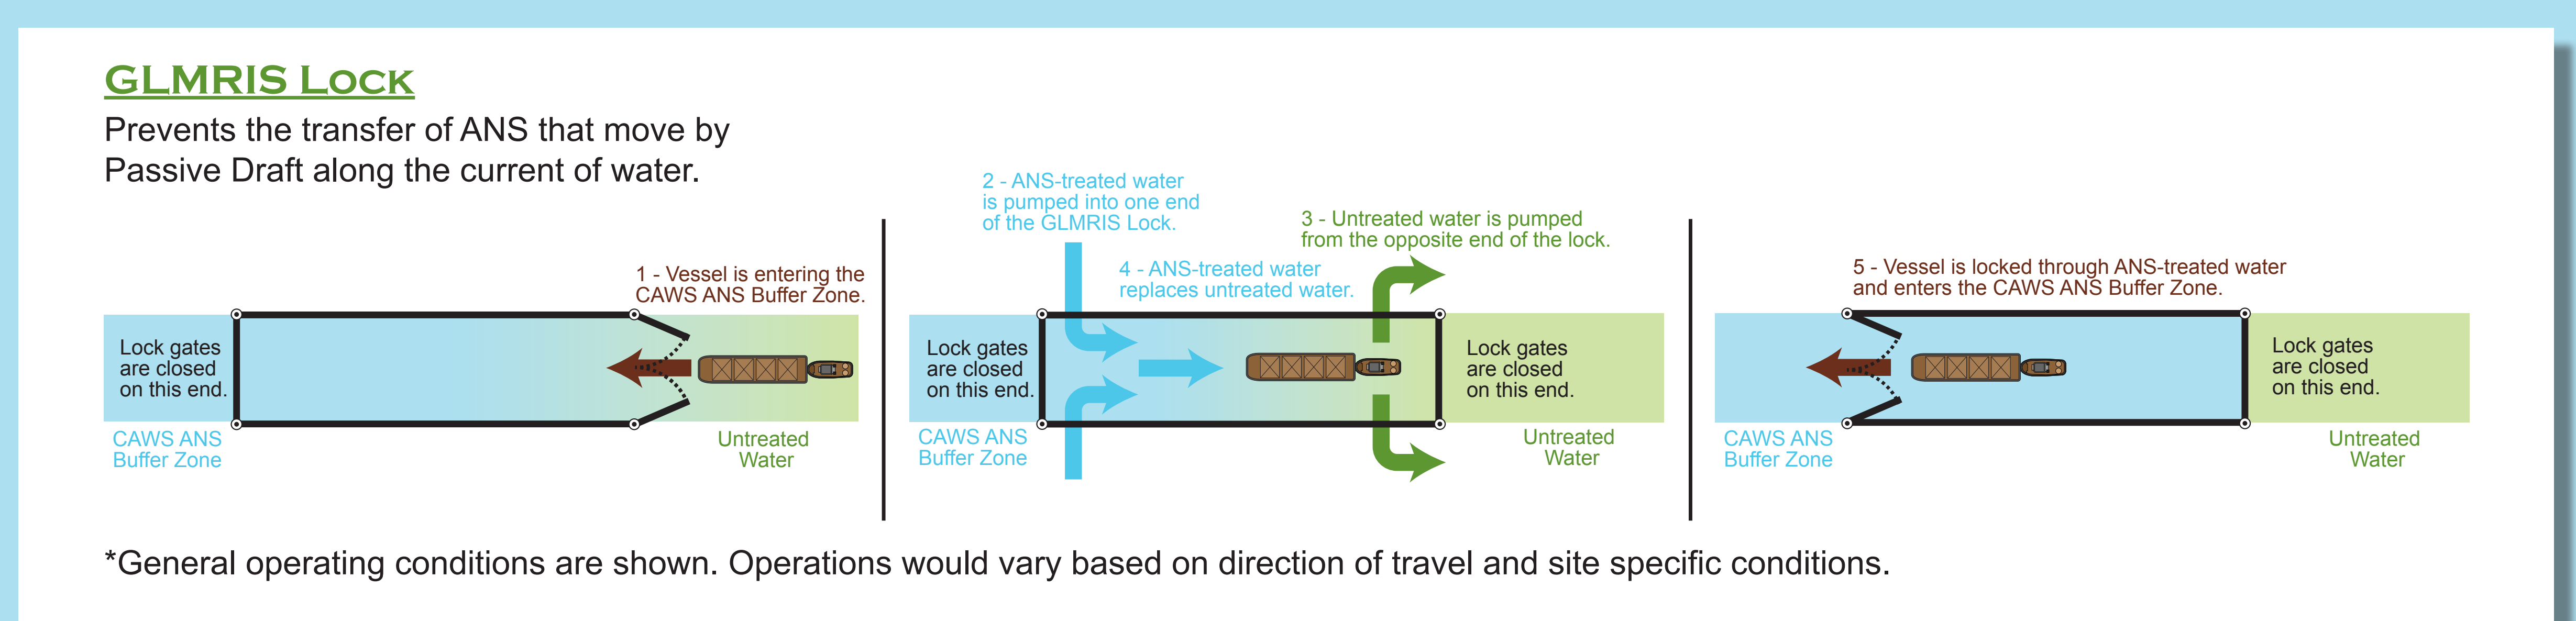 GLMRIS Lock
Prevents the transfer of ANS that move by
Passive Draft along the current of water.
1 - Vessel is entering the
CAWS ANS Buffer Zone.
Lock gates
are closed
on this end.
CAWS ANS
Buffer Zone
Untreated
Water
2 - ANS-treated water
is pumped into one end
of the GLMRIS Lock.
3 - Untreated water is pumped
from the opposite end of the lock.
4 - ANS-treated water
replaces untreated water.
Lock gates
are closed
on this end.
Lock gates
are closed
on this end.
CAWS ANS
Buffer Zone
Untreated
Water
5 - Vessel is locked through ANS-treated water
and enters the CAWS ANS Buffer Zone.
Lock gates
are closed
on this end.
CAWS ANS
Buffer Zone
Untreated
Water
*General operating conditions are shown. Operations would vary based on direction of travel and site specific conditions.